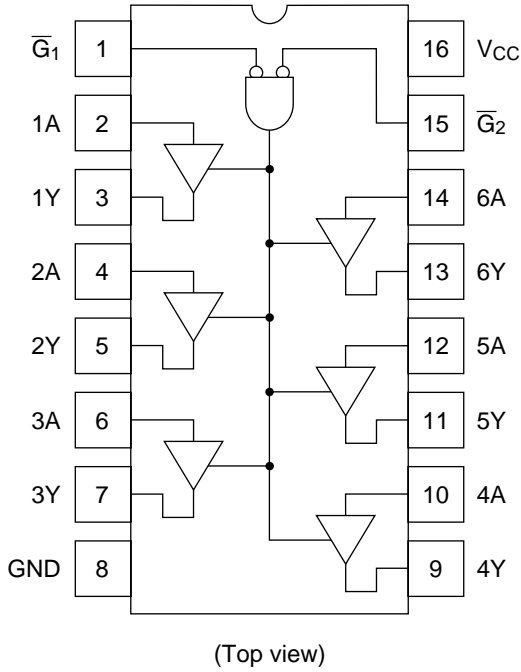 G̅1 1 16 VCC
1A 2 15 G̅2
1Y 3 14 6A
2A 4 13 6Y
2Y 5 12 5A
3A 6 11 5Y
3Y 7 10 4A
GND 8 9 4Y
(Top view)